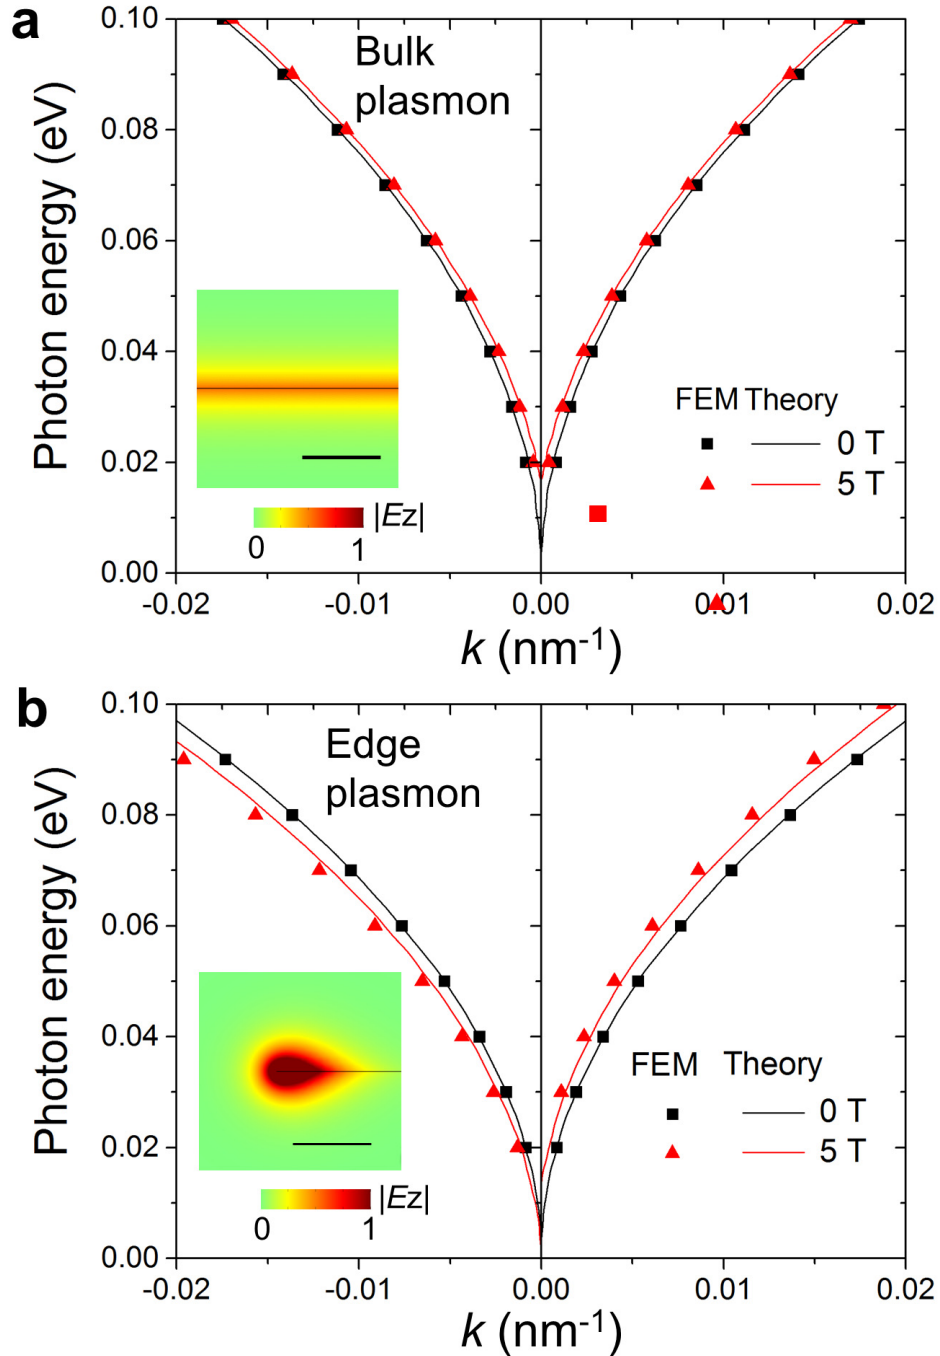 a
Bulk
plasmon
Photon energy (eV)
0.10
0.08
0.06
0.04
0.02
0.00
FEM Theory
0 T
5 T
|Ez|
0 1
-0.02 -0.01 0.00 0.01 0.02
k (nm⁻¹)
b
Edge
plasmon
Photon energy (eV)
0.10
0.08
0.06
0.04
0.02
0.00
FEM Theory
0 T
5 T
|Ez|
0 1
-0.02 -0.01 0.00 0.01 0.02
k (nm⁻¹)